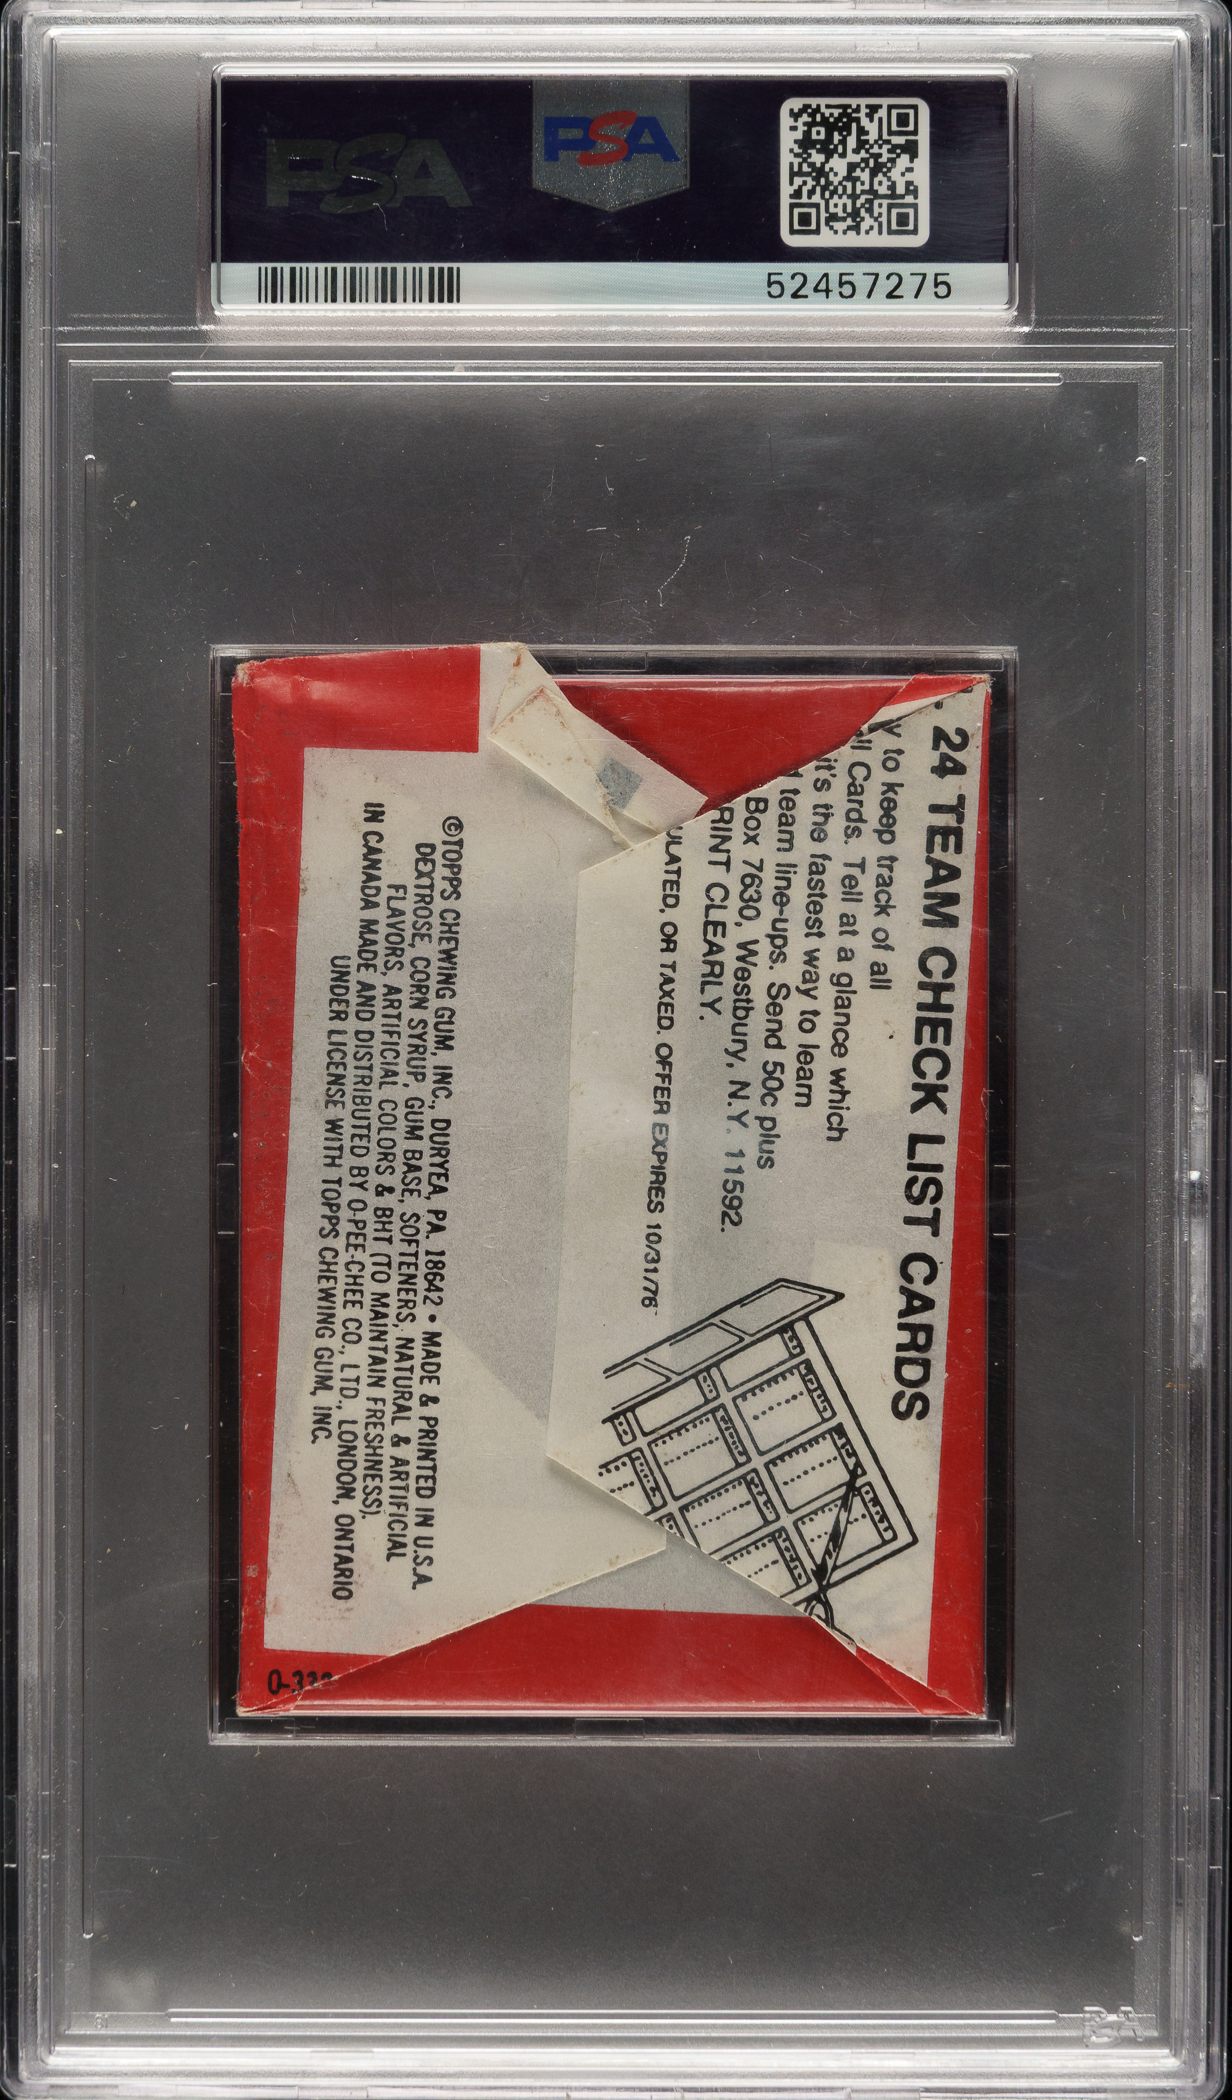 PSA
PSA
52457275
24 TEAM CHECK LIST CARDS
to keep track of all
Cards. Tell at a glance which
it's the fastest way to learn
team line-ups. Send 50c plus
Box 7630, Westbury, N.Y. 11592.
RINT CLEARLY.
ULATED, OR TAXED. OFFER EXPIRES 10/31/76
©TOPPS CHEWING GUM, INC., DURYEA, PA. 18642 • MADE & PRINTED IN U.S.A.
DEXTROSE, CORN SYRUP, GUM BASE, SOFTENERS, NATURAL & ARTIFICIAL
FLAVORS, ARTIFICIAL COLORS & BHT (TO MAINTAIN FRESHNESS).
IN CANADA MADE AND DISTRIBUTED BY O-PEE-CHEE CO., LTD., LONDON, ONTARIO
UNDER LICENSE WITH TOPPS CHEWING GUM, INC.
PSA